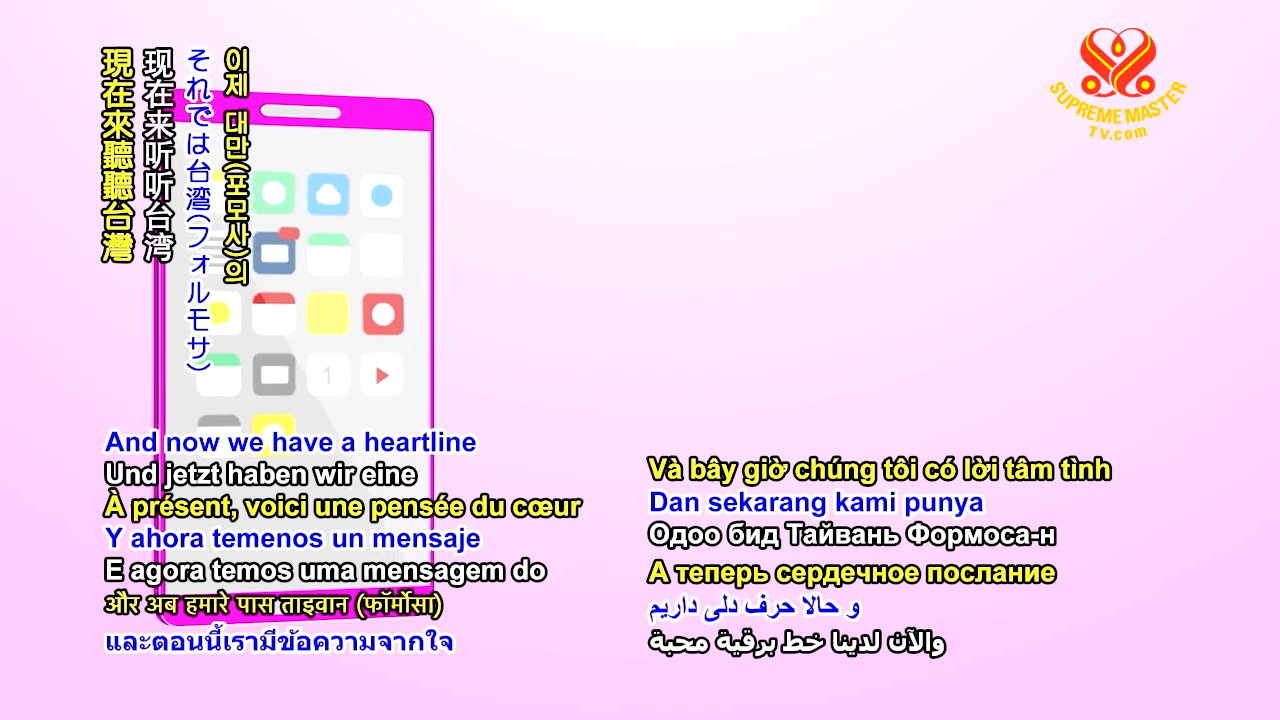 現在來聽聽台灣
现在来听听台湾
それでは台湾(フォルモサ)
이제 대만(포모사)의
SUPREME MASTER
TV.com
1
And now we have a heartline
Und jetzt haben wir eine
À présent, voici une pensée du cœur
Y ahora temenos un mensaje
E agora temos uma mensagem do
और अब हमारे पास ताइवान (फॉर्मोसा)
และตอนนี้เรามีข้อความจากใจ
Và bây giờ chúng tôi có lời tâm tình
Dan sekarang kami punya
Одоо бид Тайвань Формоса-н
А теперь сердечное послание
و حالا حرف دلی داریم
والآن لدينا خط برقية محبة